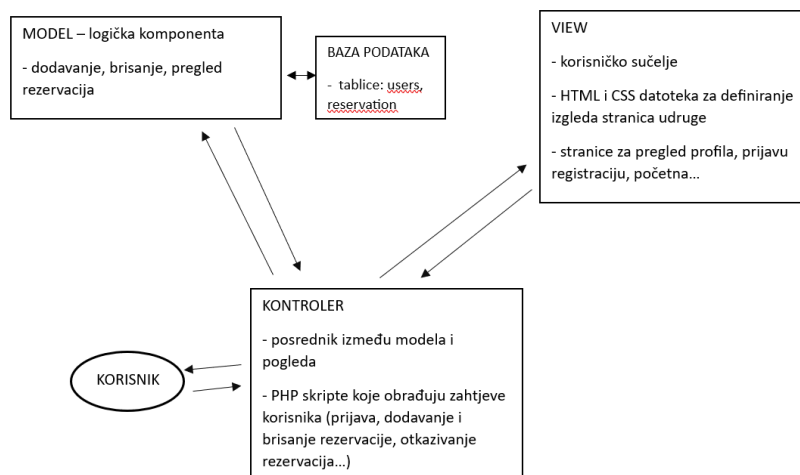 MODEL – logička komponenta
- dodavanje, brisanje, pregled
rezervacija
BAZA PODATAKA
- tablice: users,
reservation
VIEW
- korisničko sučelje
- HTML i CSS datoteka za definiranje
izgleda stranica udruge
- stranice za pregled profila, prijavu
registraciju, početna...
KONTROLER
- posrednik između modela i
pogleda
- PHP skripte koje obrađuju zahtjeve
korisnika (prijava, dodavanje i
brisanje rezervacije, otkazivanje
rezervacija...)
KORISNIK